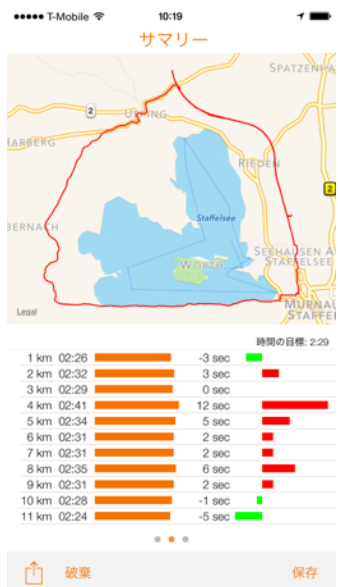 T-Mobile 10:19
サマリー
SPATZENHA
2
UFFING
HARBERG
RIEDEN
2
Staffelsee
BERNACH
SEEHAUSEN A
STAFFELSEE
WÖRTH
MURNAU
STAFFEL
Legal
時間の目標: 2:29
1 km 02:26 -3 sec
2 km 02:32 3 sec
3 km 02:29 0 sec
4 km 02:41 12 sec
5 km 02:34 5 sec
6 km 02:31 2 sec
7 km 02:31 2 sec
8 km 02:35 6 sec
9 km 02:31 2 sec
10 km 02:28 -1 sec
11 km 02:24 -5 sec
破棄 保存